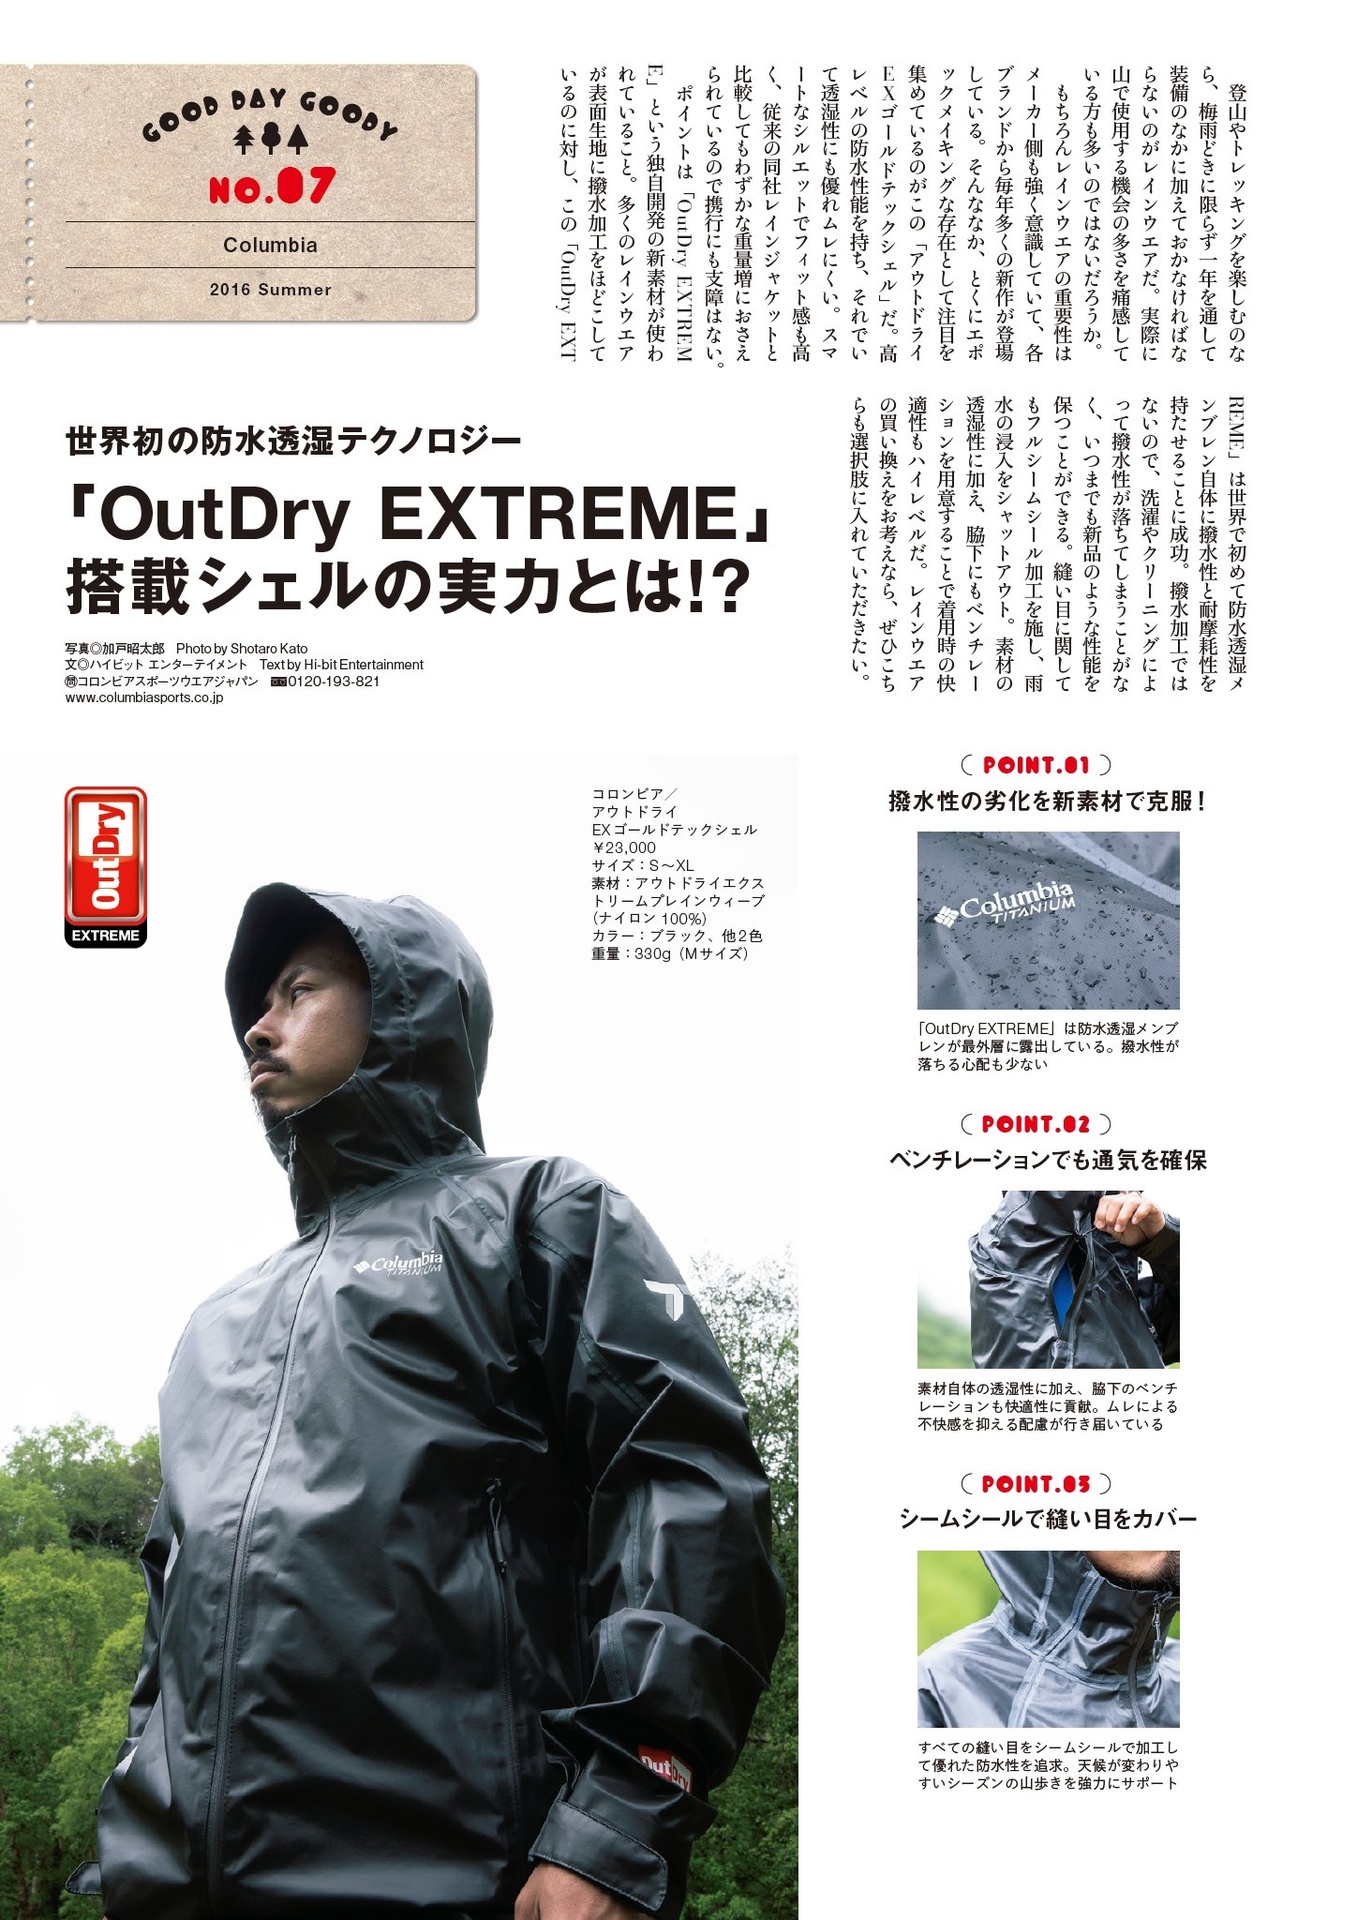 GOOD DAY GOODY
NO.07
Columbia
2016 Summer
登山やトレッキングを楽しむのな
ら、梅雨どきに限らず一年を通して
装備のなかに加えておかなければな
らないのがレインウエアだ。実際に
山で使用する機会の多さを痛感して
いる方も多いのではないだろうか。
もちろんレインウエアの重要性は
メーカー側も強く意識していて、各
ブランドから毎年多くの新作が登場
している。そんななか、とくにエポ
ックメイキングな存在として注目を
集めているのがこの「アウトドライ
EXゴールドテックシェル」だ。高
レベルの防水性能を持ち、それでい
て透湿性にも優れムレにくい。スマ
ートなシルエットでフィット感も高
く、従来の同社レインジャケットと
比較してもわずかな重量増におさえ
られているので携行にも支障はない。
ポイントは「OutDry EXTREM
E」という独自開発の新素材が使わ
れていること。多くのレインウエア
が表面生地に撥水加工をほどこして
いるのに対し、この「OutDry EXT
REME」は世界で初めて防水透湿メ
ンブレン自体に撥水性と耐摩耗性を
持たせることに成功。撥水加工では
ないので、洗濯やクリーニングによ
って撥水性が落ちてしまうことがな
く、いつまでも新品のような性能を
保つことができる。縫い目に関して
もフルシームシール加工を施し、雨
水の浸入をシャットアウト。素材の
透湿性に加え、脇下にもベンチレー
ションを用意することで着用時の快
適性もハイレベルだ。レインウエア
の買い換えをお考えなら、ぜひこち
らも選択肢に入れていただきたい。
世界初の防水透湿テクノロジー
「OutDry EXTREME」
搭載シェルの実力とは!?
写真◎加戸昭太郎　Photo by Shotaro Kato
文◎ハイビット エンターテイメント　Text by Hi-bit Entertainment
㉄コロンビアスポーツウエアジャパン　0120-193-821
www.columbiasports.co.jp
OutDry
EXTREME
コロンビア／
アウトドライ
EXゴールドテックシェル
￥23,000
サイズ：S～XL
素材：アウトドライエクス
トリームプレインウィーブ
（ナイロン 100%）
カラー：ブラック、他2色
重量：330g（Mサイズ）
Columbia
TITANIUM
OutDry
POINT.01
撥水性の劣化を新素材で克服！
Columbia
TITANIUM
「OutDry EXTREME」は防水透湿メンブ
レンが最外層に露出している。撥水性が
落ちる心配も少ない
POINT.02
ベンチレーションでも通気を確保
素材自体の透湿性に加え、脇下のベンチ
レーションも快適性に貢献。ムレによる
不快感を抑える配慮が行き届いている
POINT.03
シームシールで縫い目をカバー
すべての縫い目をシームシールで加工し
て優れた防水性を追求。天候が変わりや
すいシーズンの山歩きを強力にサポート